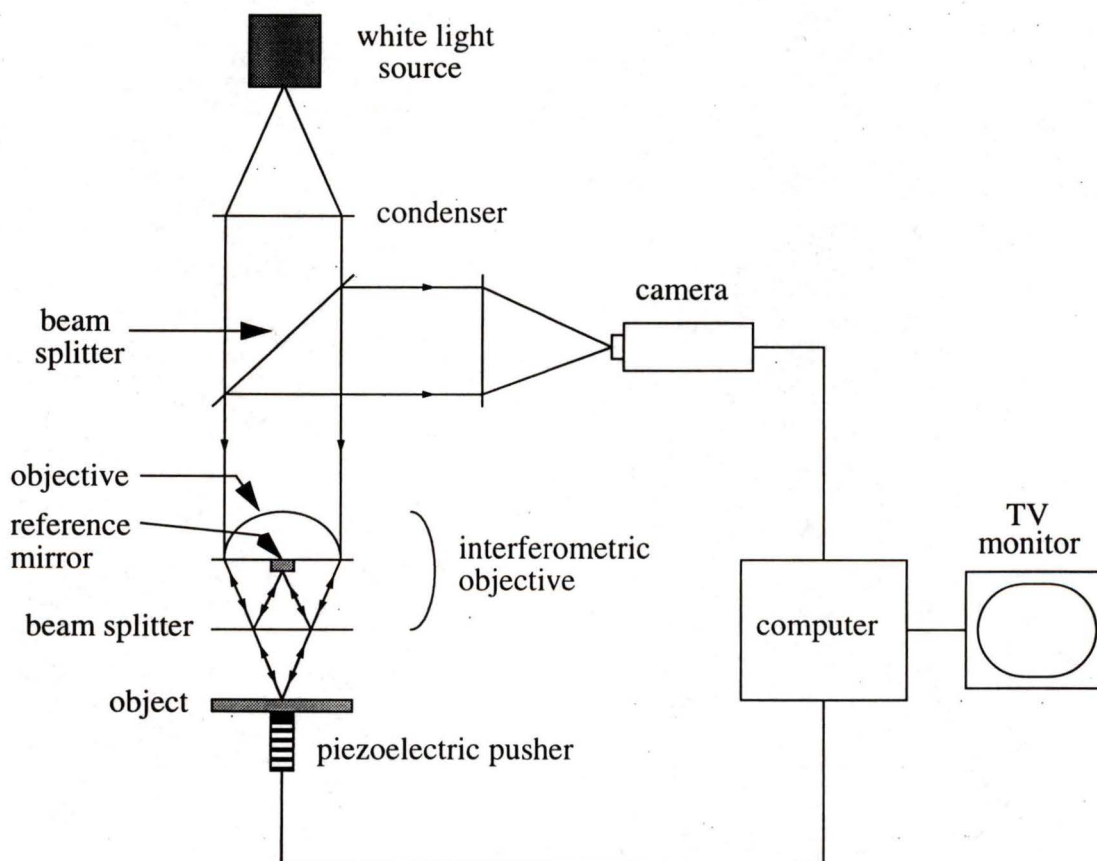 white light
source
condenser
camera
beam
splitter
objective
reference
mirror
interferometric
objective
TV
monitor
beam splitter
computer
object
piezoelectric pusher